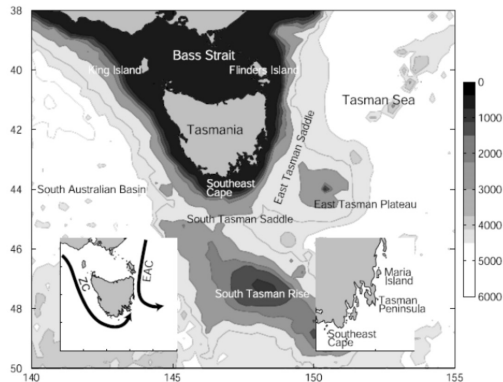 38
40
42
44
46
48
50
140
145
150
155
Bass Strait
King Island
Flinders Island
Tasman Sea
Tasmania
Southeast
Cape
East Tasman Saddle
South Australian Basin
East Tasman Plateau
South Tasman Saddle
South Tasman Rise
ZC
EAC
Maria
Island
Tasman
Peninsula
Southeast
Cape
0
1000
2000
3000
4000
5000
6000